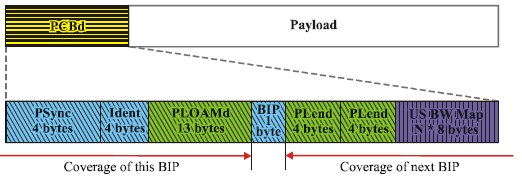 PCBd
Payload
PSync
4 bytes
Ident
4 bytes
PLOAMd
13 bytes
BIP
1
byte
PLend
4 bytes
PLend
4 bytes
US BW Map
N * 8 bytes
Coverage of this BIP
Coverage of next BIP